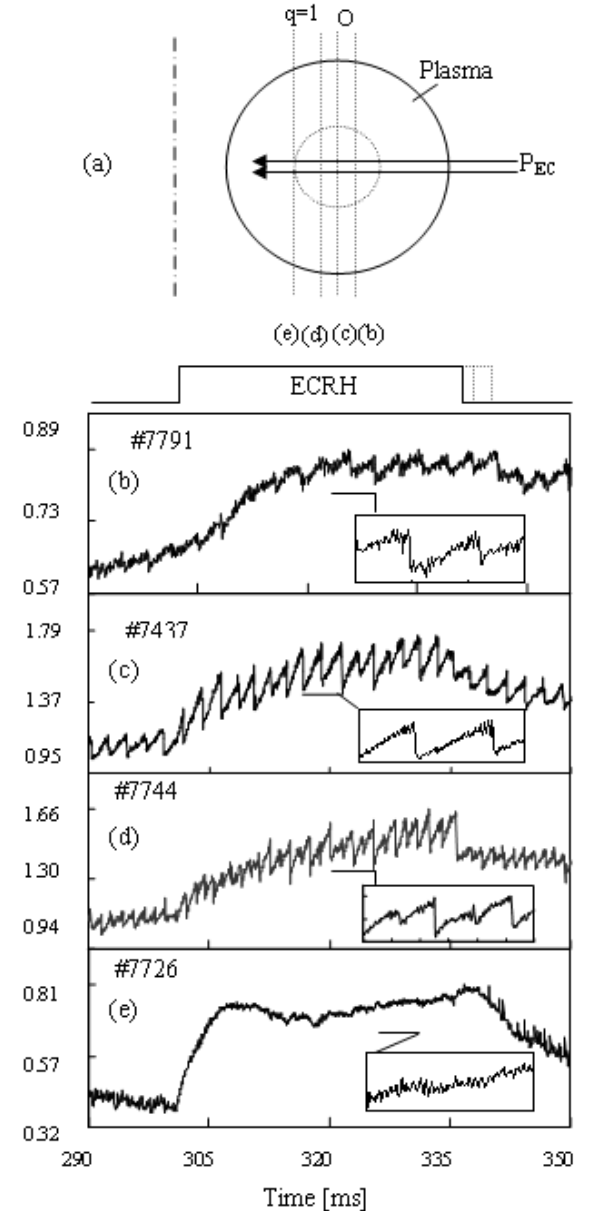 q=1 O
Plasma
(a)
PEC
(e)(d)(c)(b)
ECRH
0.89
#7791
(b)
0.73
0.57
1.79
#7437
(c)
1.37
0.95
#7744
1.66
(d)
1.30
0.94
#7726
0.81
(e)
0.57
0.32
290 305 320 335 350
Time [ms]